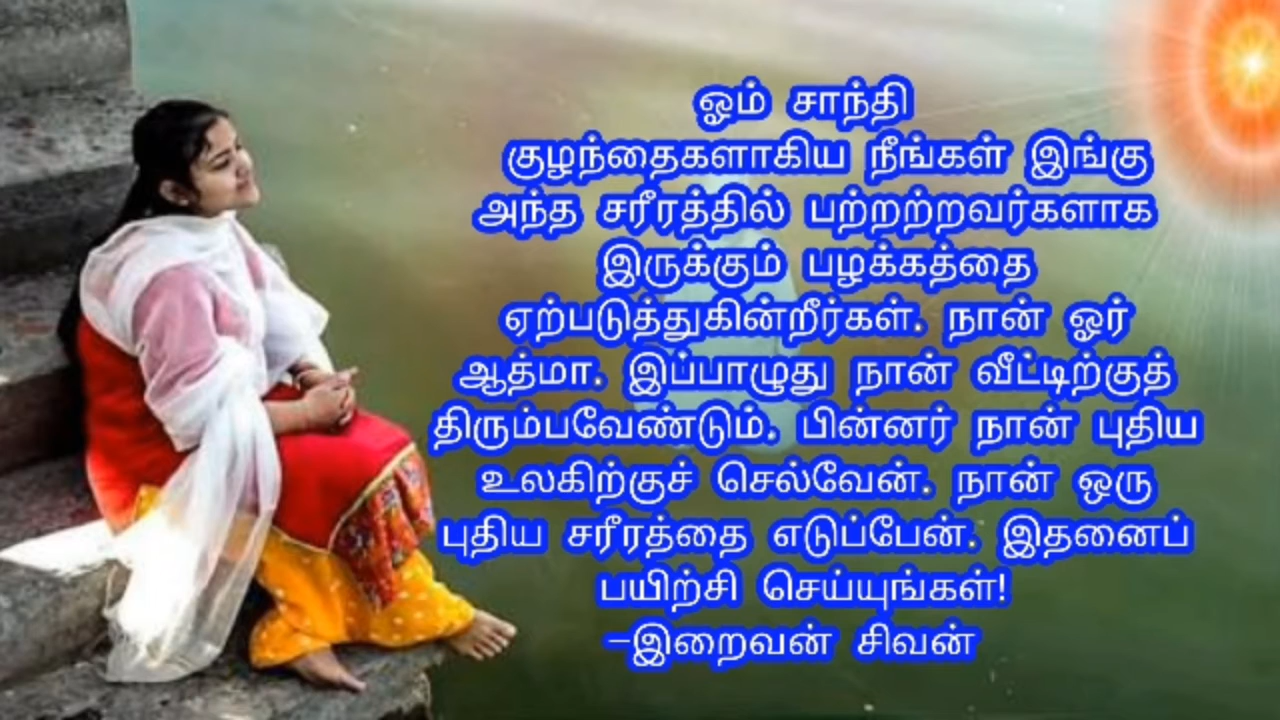 ஓம் சாந்தி
குழந்தைகளாகிய நீங்கள் இங்கு
அந்த சரீரத்தில் பற்றற்றவர்களாக
இருக்கும் பழக்கத்தை
ஏற்படுத்துகின்றீர்கள். நான் ஓர்
ஆத்மா. இப்பாழுது நான் வீட்டிற்குத்
திரும்பவேண்டும். பின்னர் நான் புதிய
உலகிற்குச் செல்வேன். நான் ஒரு
புதிய சரீரத்தை எடுப்பேன். இதனைப்
பயிற்சி செய்யுங்கள்!
-இறைவன் சிவன்